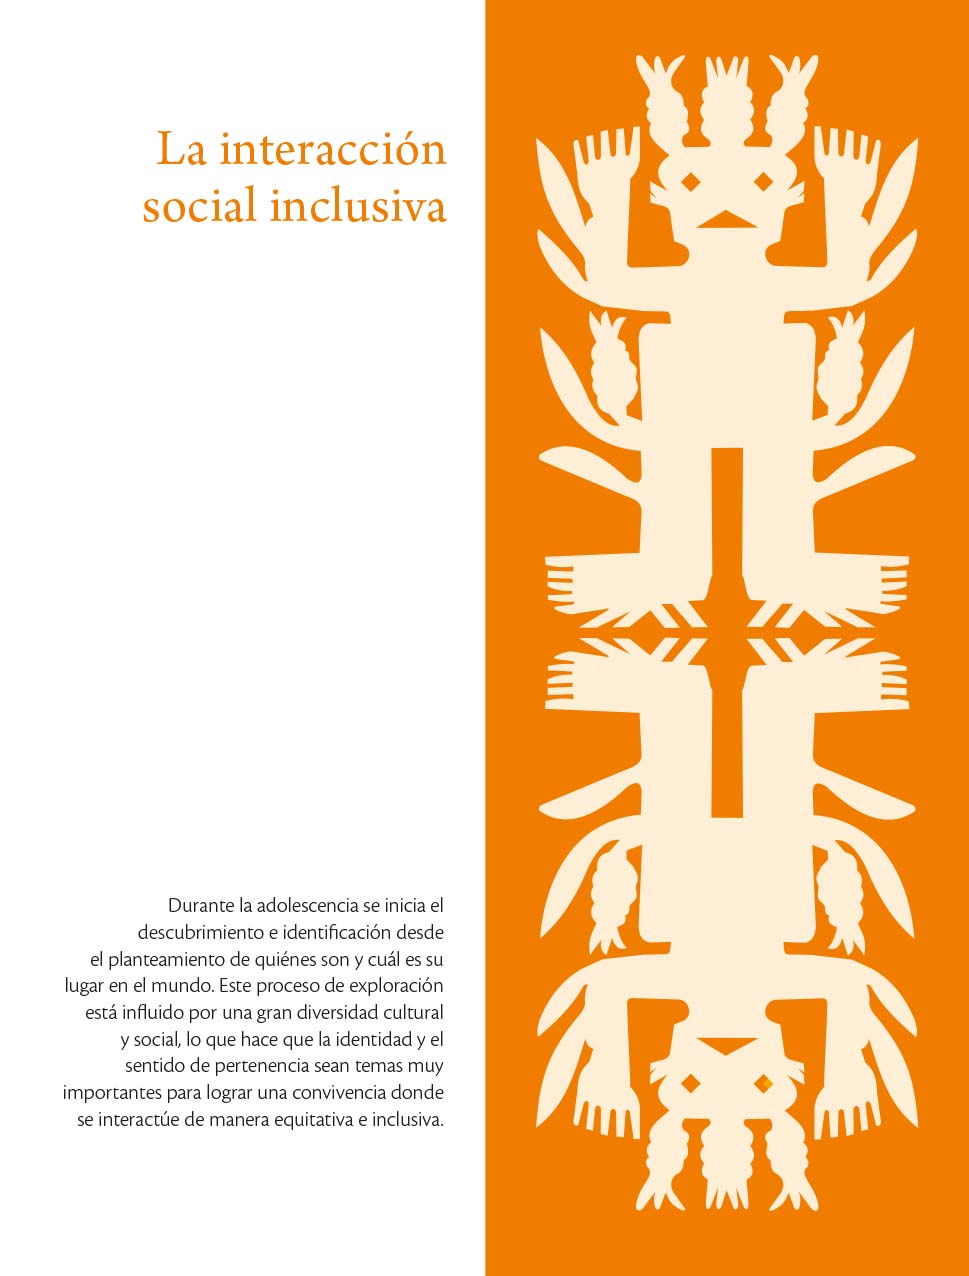 La interacción
social inclusiva
Durante la adolescencia se inicia el
descubrimiento e identificación desde
el planteamiento de quiénes son y cuál es su
lugar en el mundo. Este proceso de exploración
está influido por una gran diversidad cultural
y social, lo que hace que la identidad y el
sentido de pertenencia sean temas muy
importantes para lograr una convivencia donde
se interactúe de manera equitativa e inclusiva.